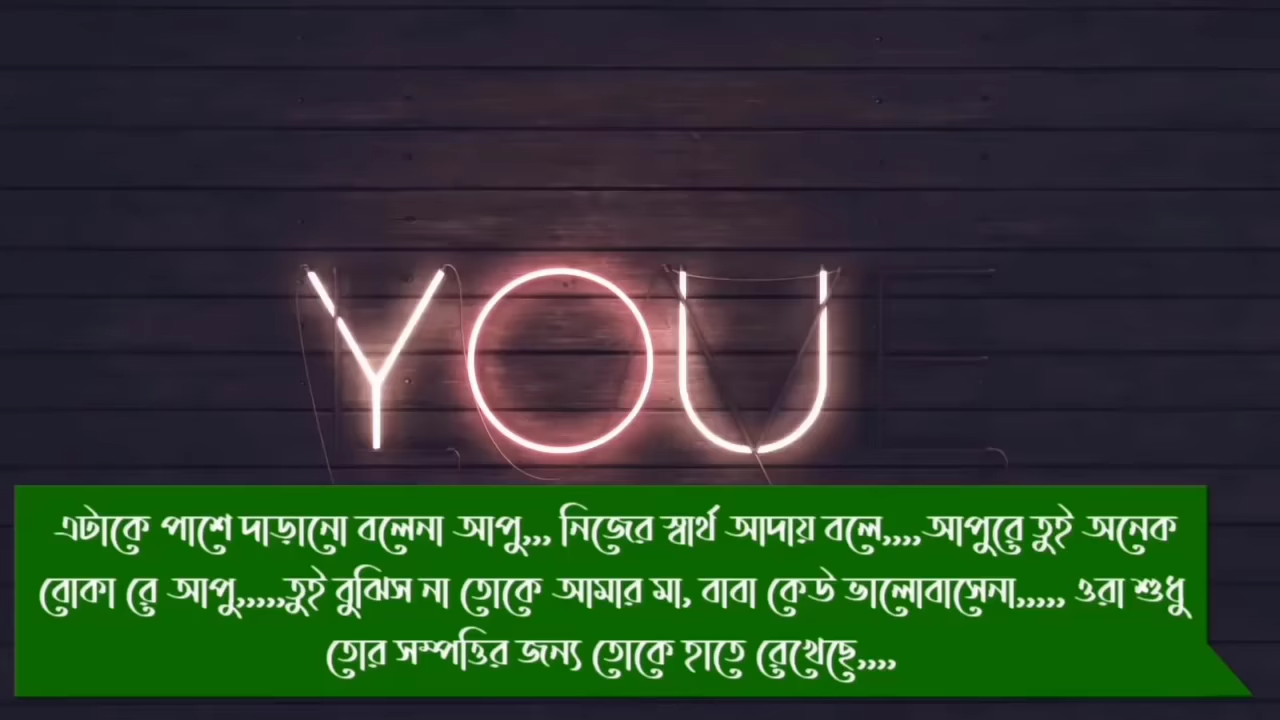 YOU
এটাকে পাশে দাড়ানো বলেনা আপু,,, নিজের স্বার্থ আদায় বলে,,,,আপুরে তুই অনেক
বোকা রে আপু,,,,,তুই বুঝিস না তোকে আমার মা, বাবা কেউ ভালোবাসেনা,,,,, ওরা শুধু
তোর সম্পত্তির জন্য তোকে হাতে রেখেছে,,,,